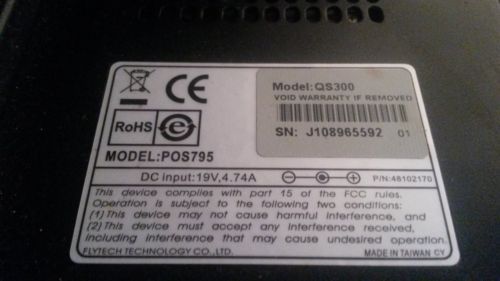 CE
Model:QS300
VOID WARRANTY IF REMOVED
RoHS
e
SN: J108965592 01
MODEL:POS795
DC input:19V,4.74A
P/N:48102170
This device complies with part 15 of the FCC rules.
Operation is subject to the following two conditions:
(1) This device may not cause harmful interference, and
(2) This device must accept any interference received,
including interference that may cause undesired operation.
FLYTECH TECHNOLOGY CO.,LTD. MADE IN TAIWAN CY